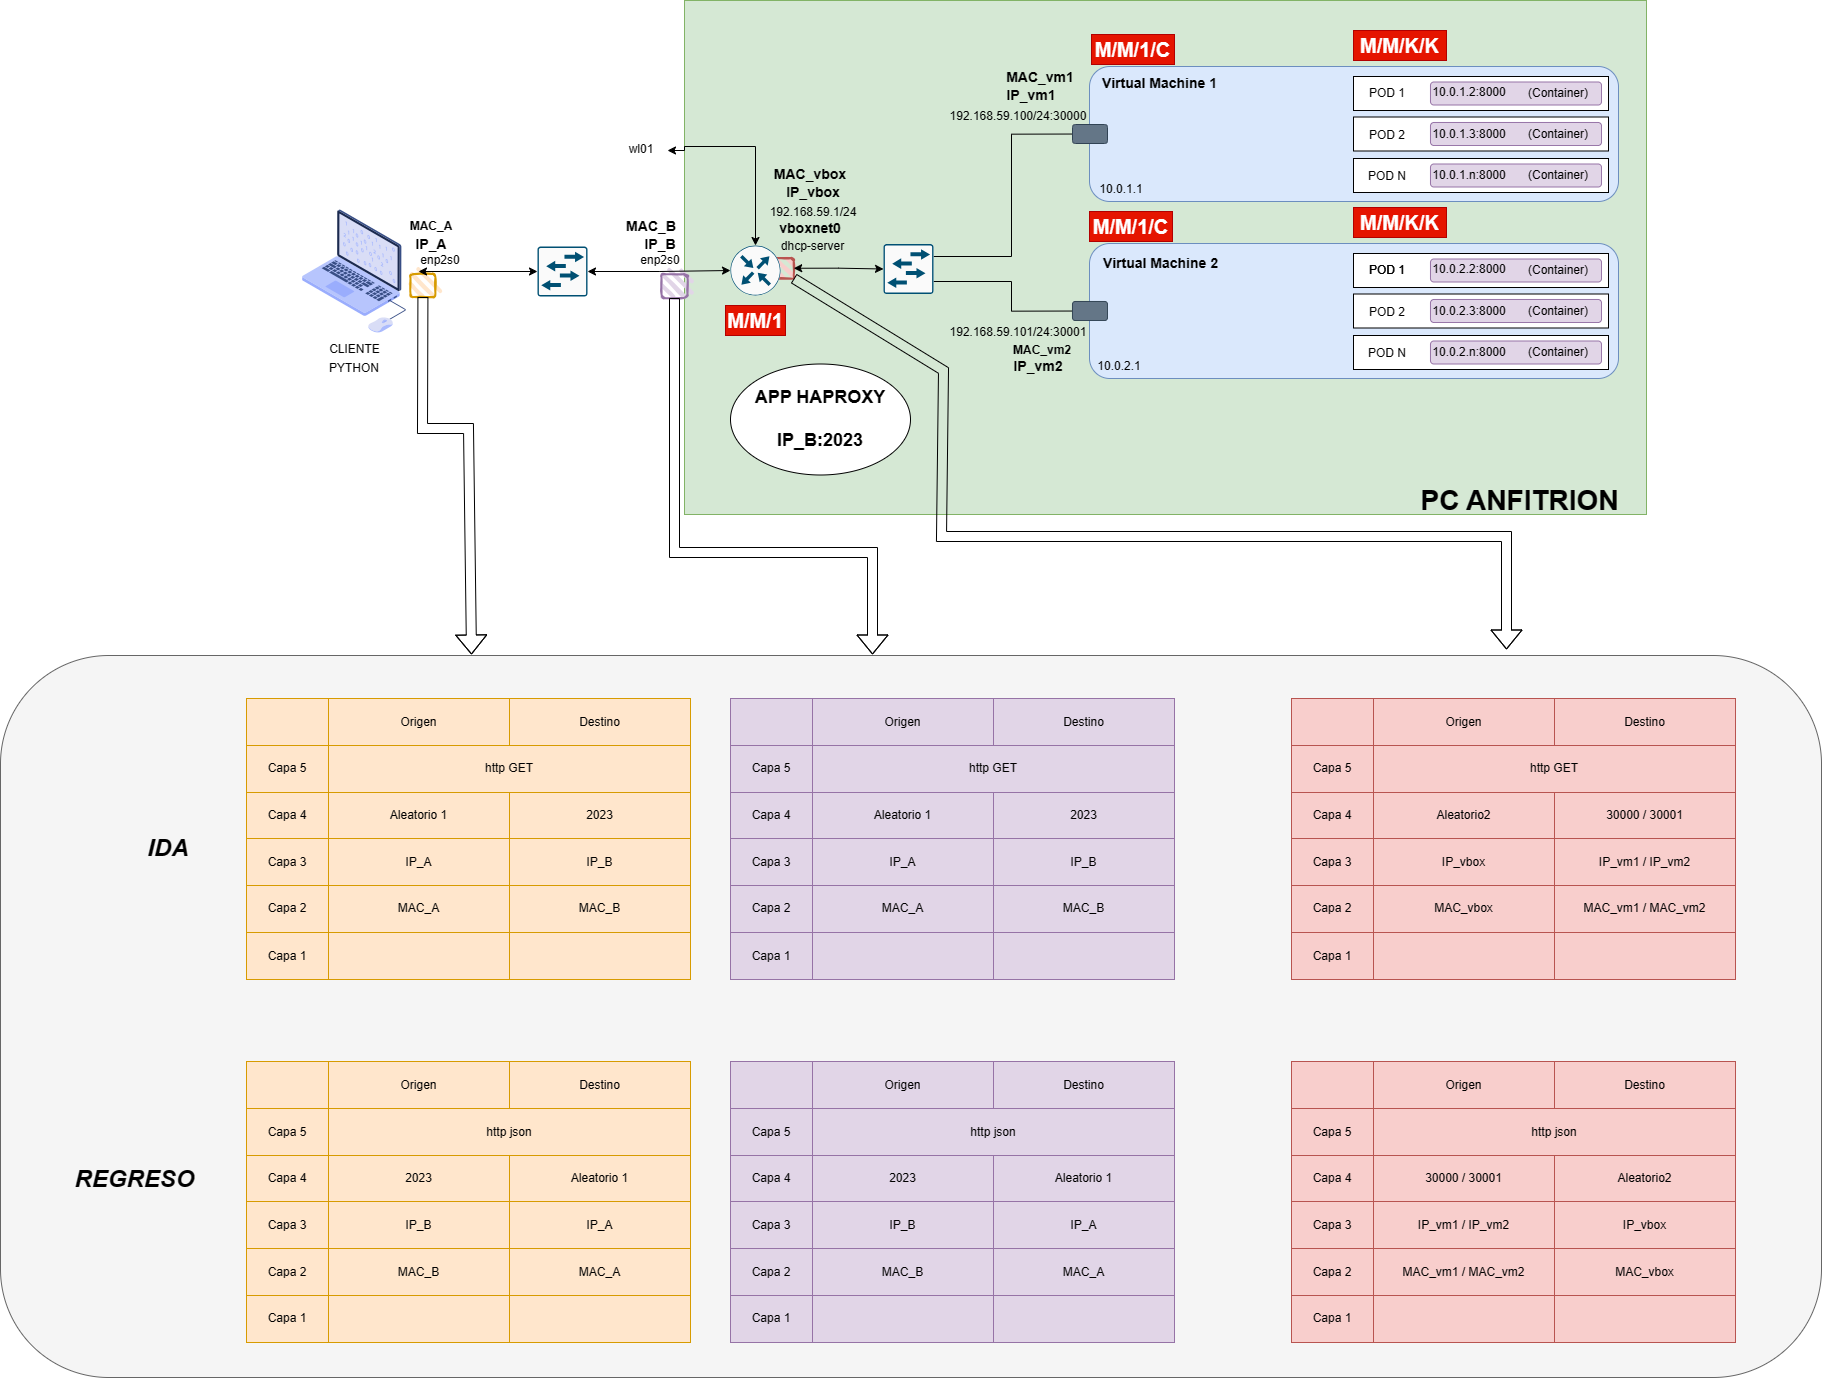 M/M/1/C
M/M/K/K
MAC_vm1
IP_vm1
192.168.59.100/24:30000
Virtual Machine 1
POD 1
10.0.1.2:8000 (Container)
POD 2
10.0.1.3:8000 (Container)
POD N
10.0.1.n:8000 (Container)
10.0.1.1
wl01
MAC_vbox
IP_vbox
192.168.59.1/24
vboxnet0
dhcp-server
MAC_A
IP_A
enp2s0
MAC_B
IP_B
enp2s0
M/M/1/C
M/M/K/K
Virtual Machine 2
POD 1
10.0.2.2:8000 (Container)
POD 2
10.0.2.3:8000 (Container)
POD N
10.0.2.n:8000 (Container)
10.0.2.1
192.168.59.101/24:30001
MAC_vm2
IP_vm2
M/M/1
CLIENTE
PYTHON
APP HAPROXY
IP_B:2023
PC ANFITRION
IDA
Origen Destino
Capa 5 http GET
Capa 4 Aleatorio 1 2023
Capa 3 IP_A IP_B
Capa 2 MAC_A MAC_B
Capa 1
Origen Destino
Capa 5 http GET
Capa 4 Aleatorio 1 2023
Capa 3 IP_A IP_B
Capa 2 MAC_A MAC_B
Capa 1
Origen Destino
Capa 5 http GET
Capa 4 Aleatorio2 30000 / 30001
Capa 3 IP_vbox IP_vm1 / IP_vm2
Capa 2 MAC_vbox MAC_vm1 / MAC_vm2
Capa 1
REGRESO
Origen Destino
Capa 5 http json
Capa 4 2023 Aleatorio 1
Capa 3 IP_B IP_A
Capa 2 MAC_B MAC_A
Capa 1
Origen Destino
Capa 5 http json
Capa 4 2023 Aleatorio 1
Capa 3 IP_B IP_A
Capa 2 MAC_B MAC_A
Capa 1
Origen Destino
Capa 5 http json
Capa 4 30000 / 30001 Aleatorio2
Capa 3 IP_vm1 / IP_vm2 IP_vbox
Capa 2 MAC_vm1 / MAC_vm2 MAC_vbox
Capa 1